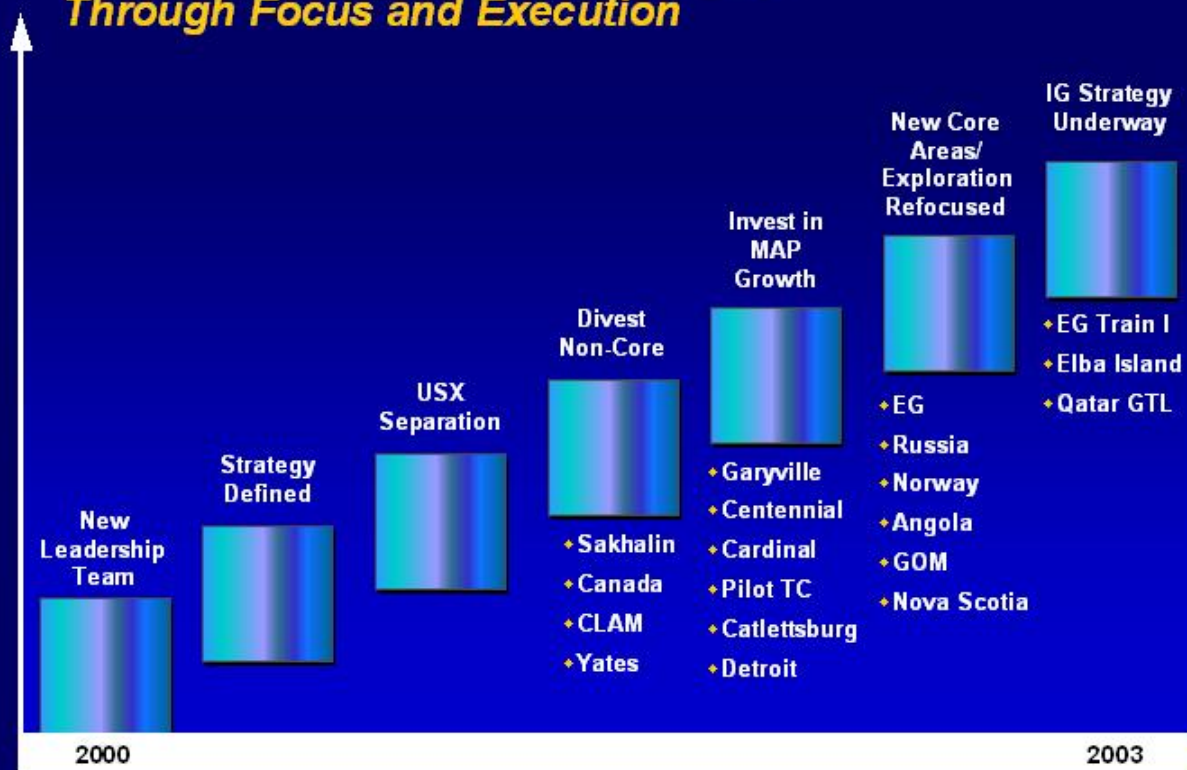 Through Focus and Execution
New
Leadership
Team
Strategy
Defined
USX
Separation
Divest
Non-Core
Sakhalin
Canada
CLAM
Yates
Invest in
MAP
Growth
Garyville
Centennial
Cardinal
Pilot TC
Catlettsburg
Detroit
New Core
Areas/
Exploration
Refocused
EG
Russia
Norway
Angola
GOM
Nova Scotia
IG Strategy
Underway
EG Train I
Elba Island
Qatar GTL
2000
2003